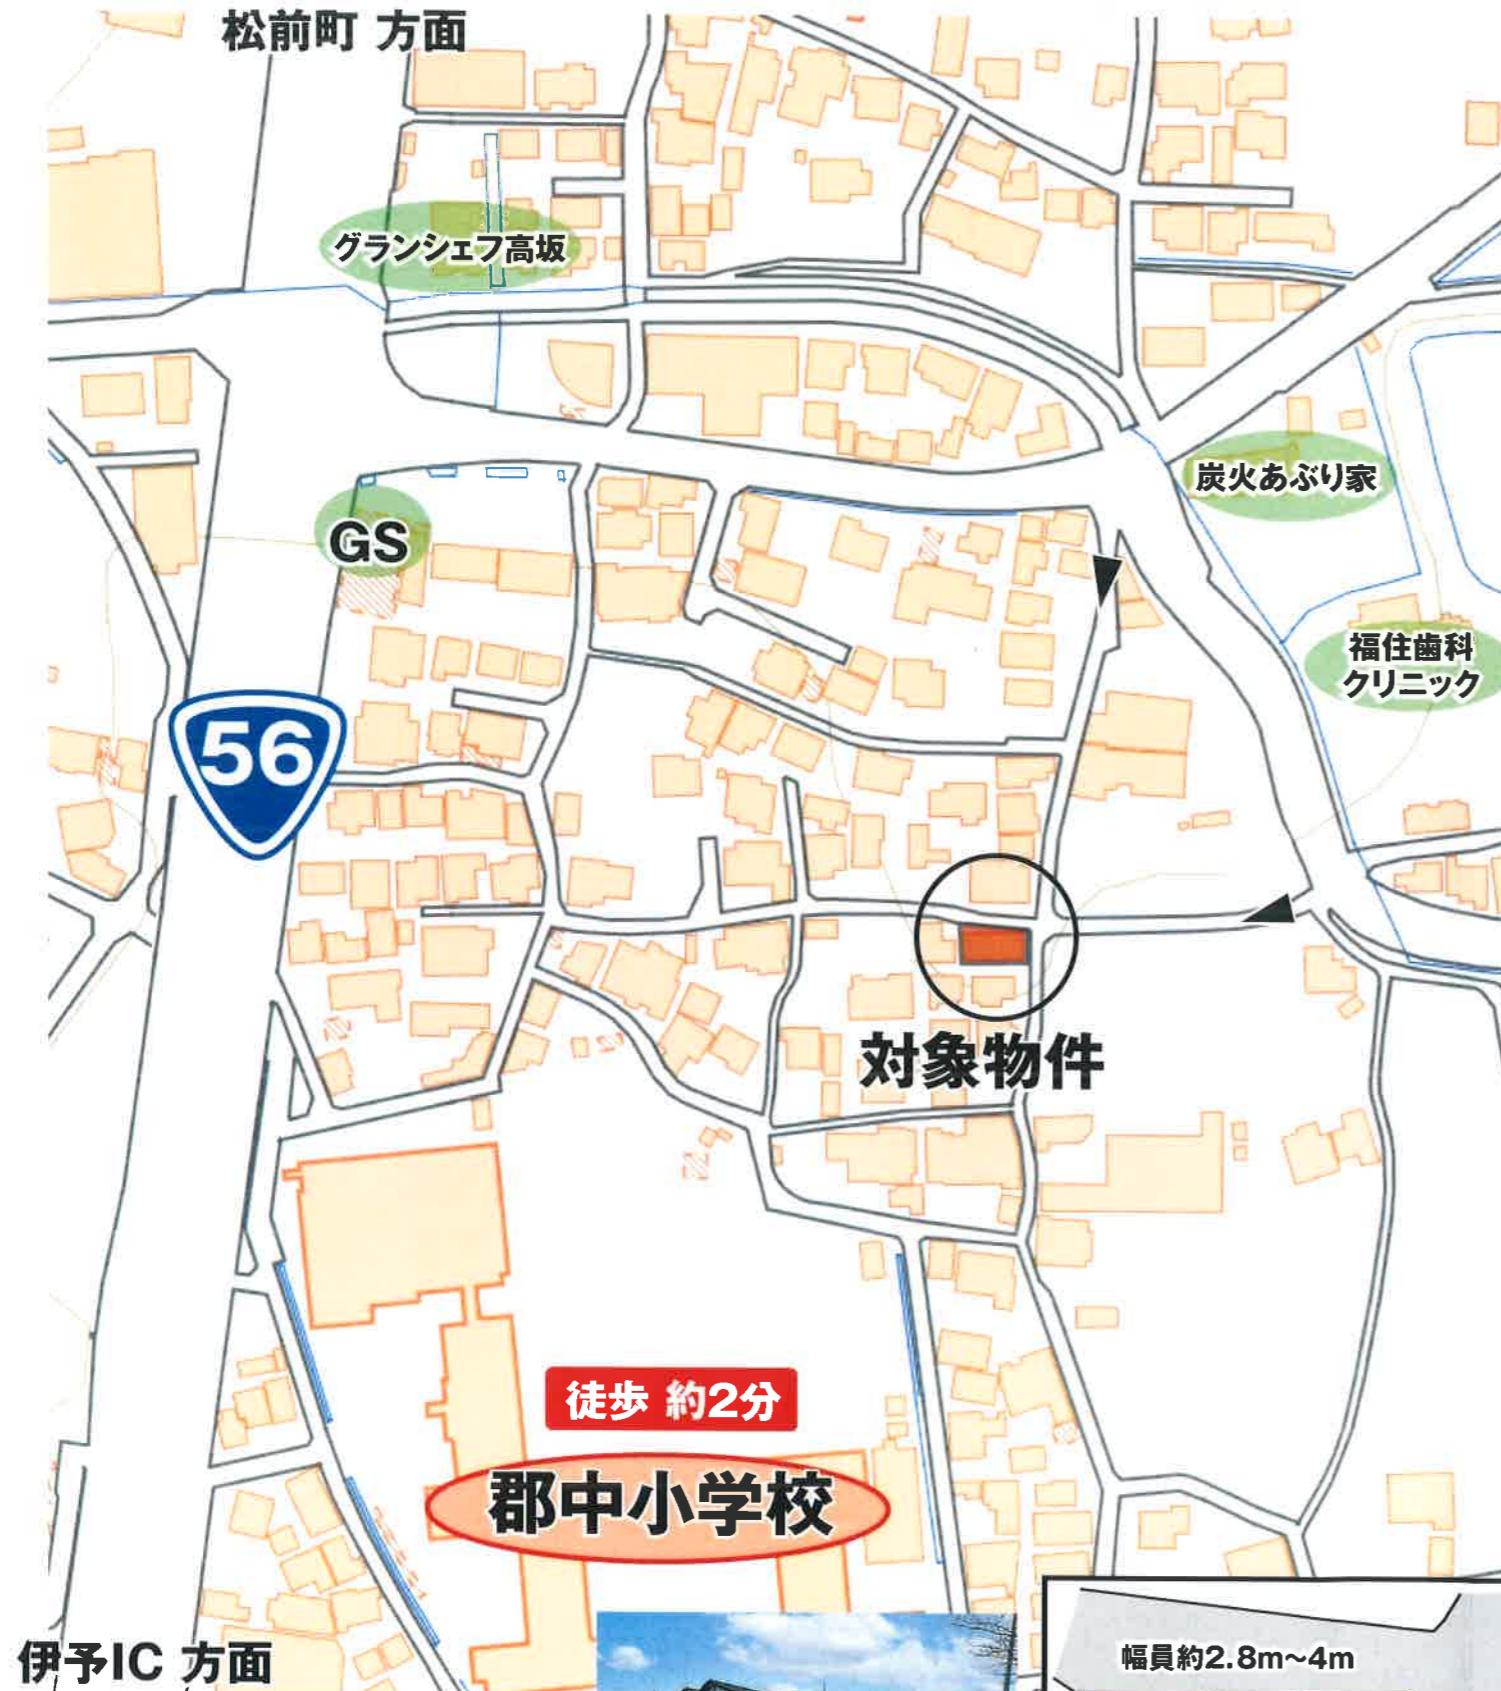 松前町 方面
グランシェフ高坂
炭火あぶり家
GS
福住歯科
クリニック
56
対象物件
徒歩 約2分
郡中小学校
伊予IC 方面
幅員約2.8m～4m